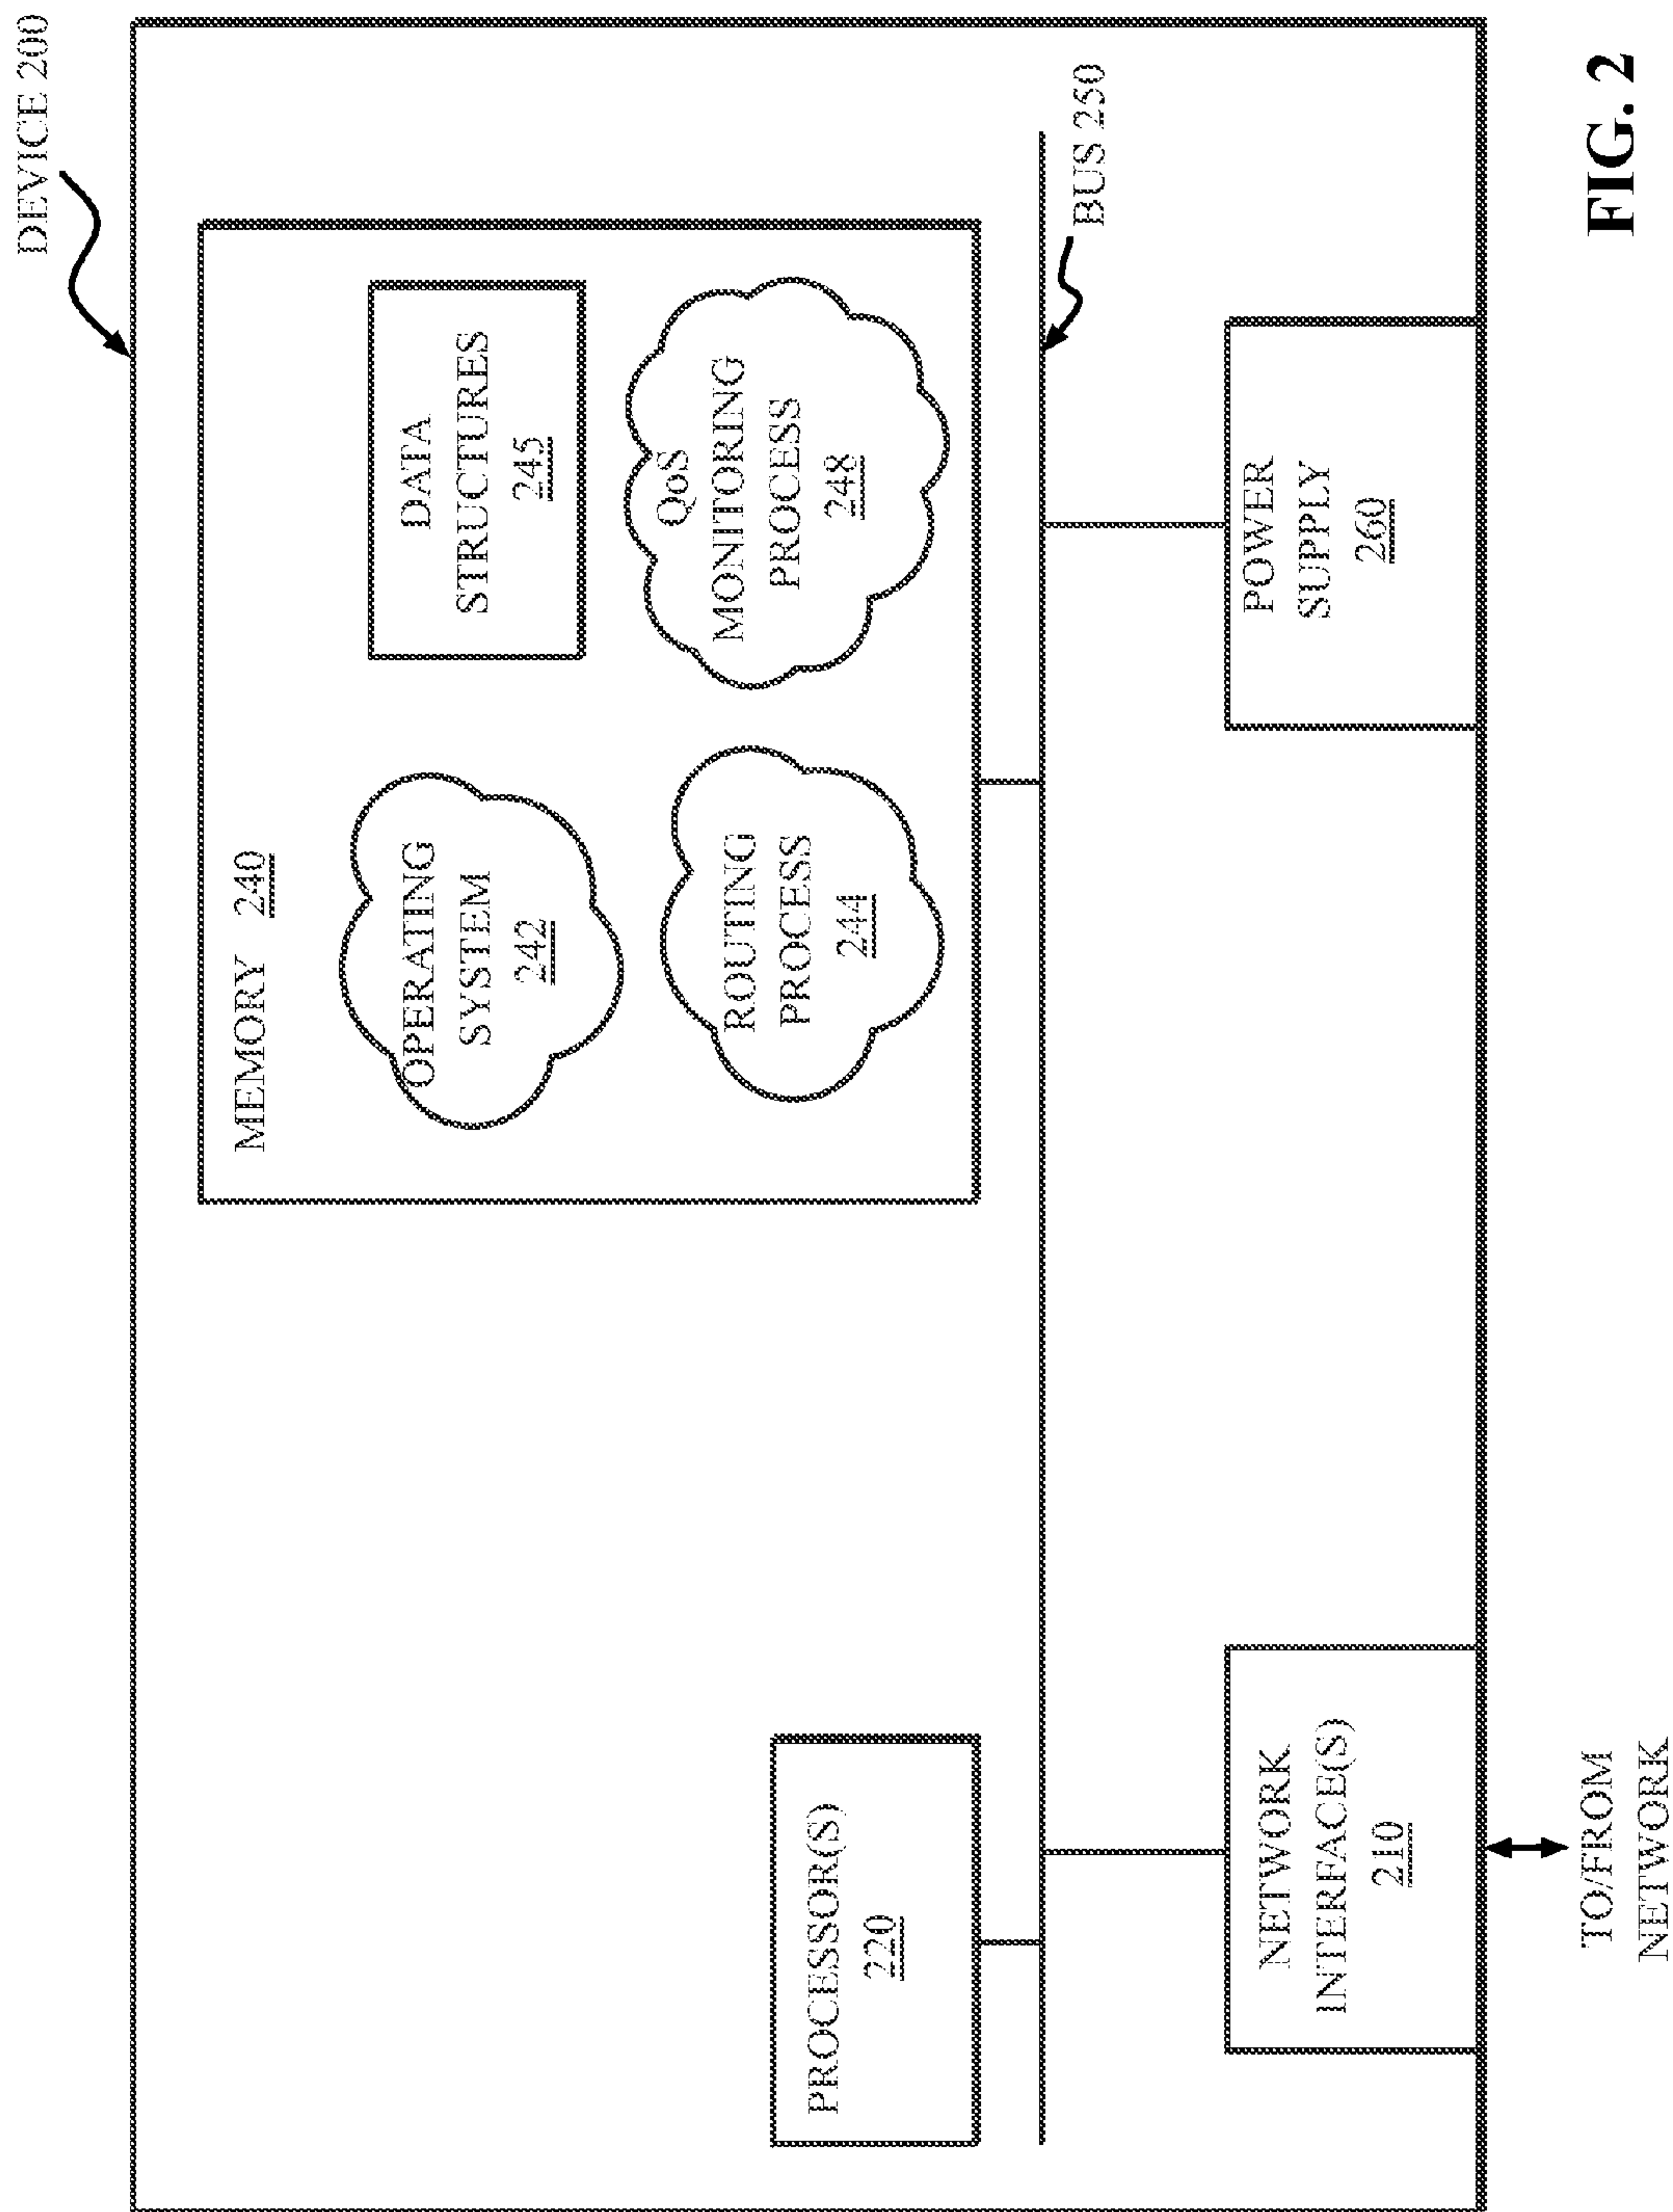 DEVICE 200
MEMORY 240
OPERATING
SYSTEM
242
DATA
STRUCTURES
245
ROUTING
PROCESS
244
QoS
MONITORING
PROCESS
248
PROCESSOR(S)
220
BUS 250
NETWORK
INTERFACE(S)
210
POWER
SUPPLY
260
TO/FROM
NETWORK
FIG. 2